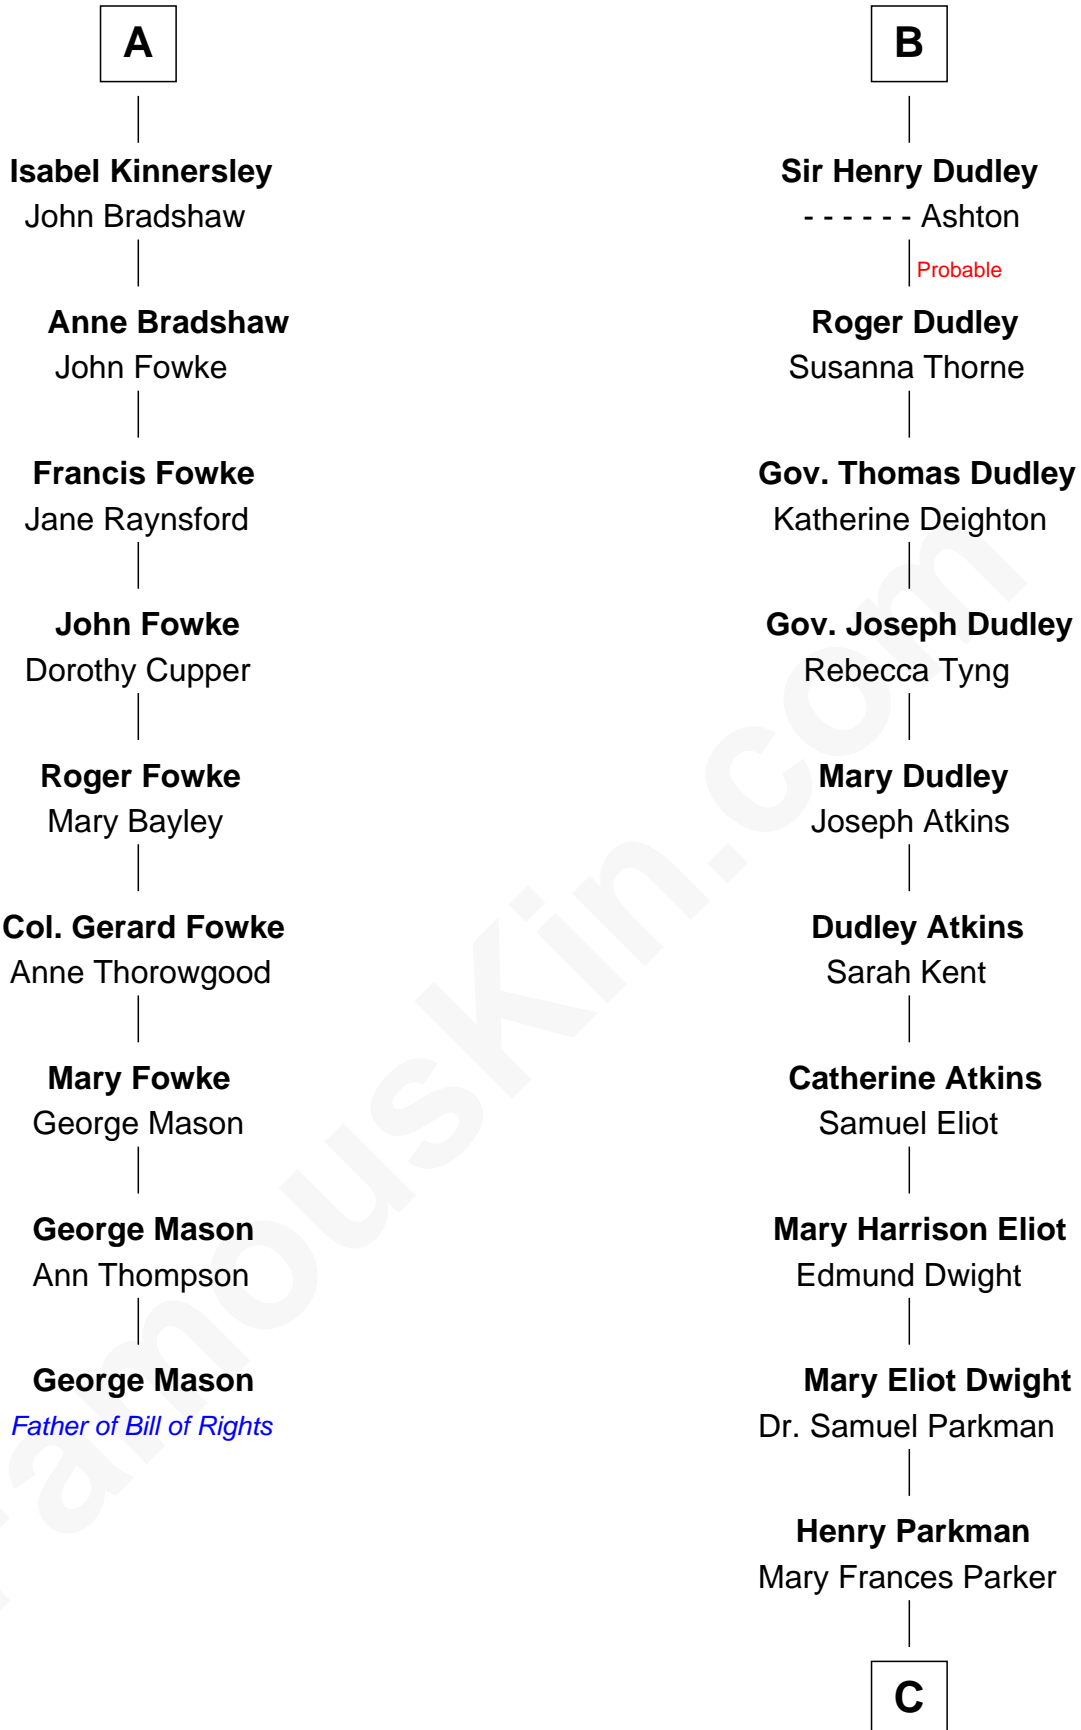 A
Isabel Kinnersley
John Bradshaw
Anne Bradshaw
John Fowke
Francis Fowke
Jane Raynsford
John Fowke
Dorothy Cupper
Roger Fowke
Mary Bayley
Col. Gerard Fowke
Anne Thorowgood
Mary Fowke
George Mason
George Mason
Ann Thompson
George Mason
Father of Bill of Rights
B
Sir Henry Dudley
- - - - - - Ashton
Probable
Roger Dudley
Susanna Thorne
Gov. Thomas Dudley
Katherine Deighton
Gov. Joseph Dudley
Rebecca Tyng
Mary Dudley
Joseph Atkins
Dudley Atkins
Sarah Kent
Catherine Atkins
Samuel Eliot
Mary Harrison Eliot
Edmund Dwight
Mary Eliot Dwight
Dr. Samuel Parkman
Henry Parkman
Mary Frances Parker
C
FamousKin.com